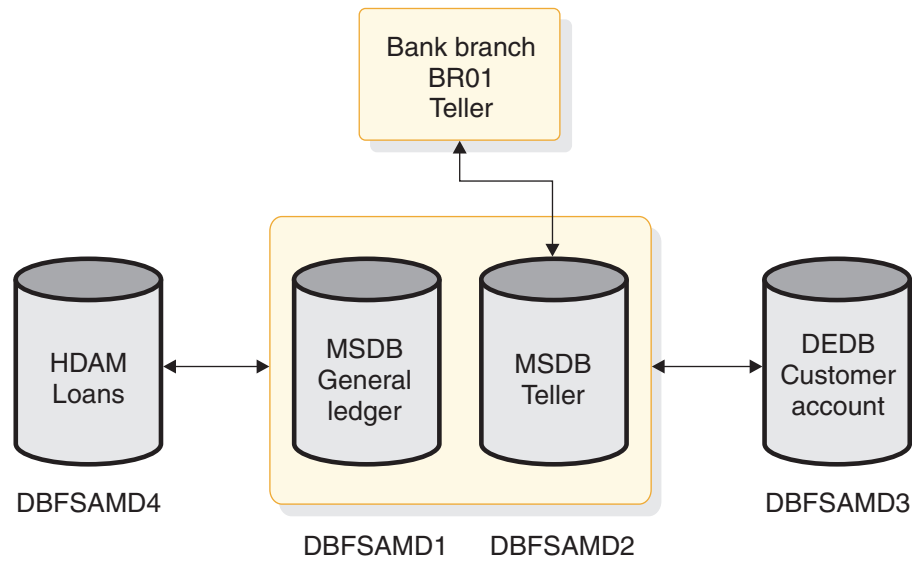 Bank branch
BR01
Teller
HDAM
Loans
MSDB
General
ledger
MSDB
Teller
DEDB
Customer
account
DBFSAMD4
DBFSAMD3
DBFSAMD1
DBFSAMD2